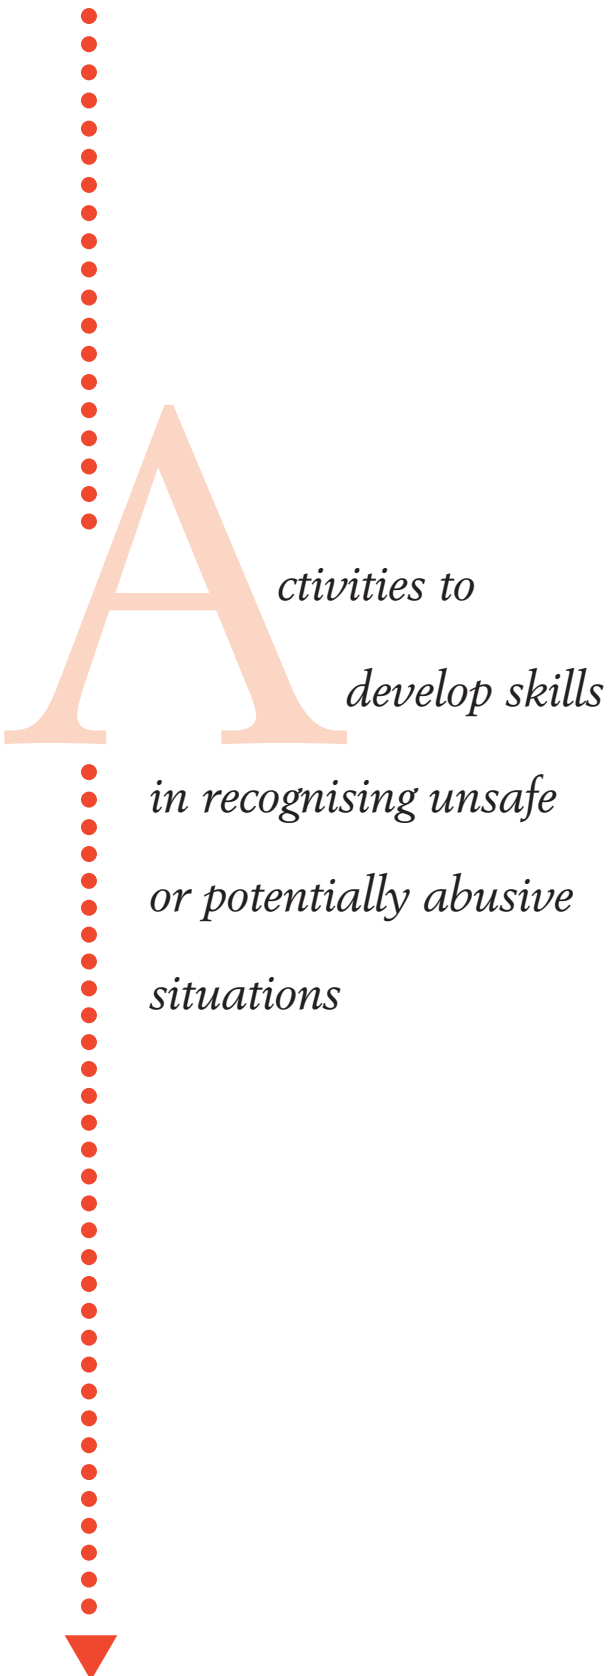 Activities to
develop skills
in recognising unsafe
or potentially abusive
situations